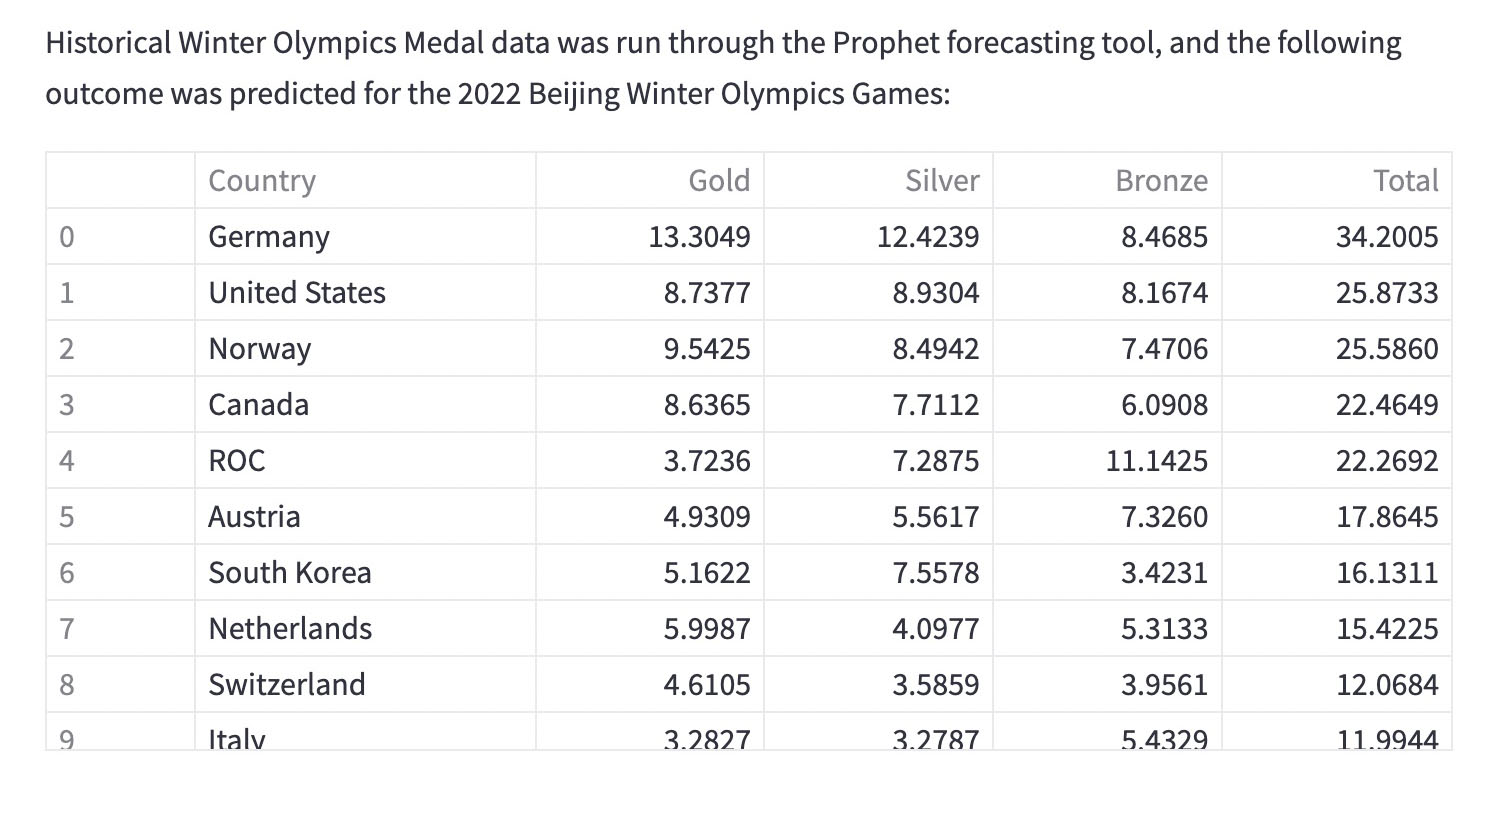 Historical Winter Olympics Medal data was run through the Prophet forecasting tool, and the following
outcome was predicted for the 2022 Beijing Winter Olympics Games:
Country Gold Silver Bronze Total
0 Germany 13.3049 12.4239 8.4685 34.2005
1 United States 8.7377 8.9304 8.1674 25.8733
2 Norway 9.5425 8.4942 7.4706 25.5860
3 Canada 8.6365 7.7112 6.0908 22.4649
4 ROC 3.7236 7.2875 11.1425 22.2692
5 Austria 4.9309 5.5617 7.3260 17.8645
6 South Korea 5.1622 7.5578 3.4231 16.1311
7 Netherlands 5.9987 4.0977 5.3133 15.4225
8 Switzerland 4.6105 3.5859 3.9561 12.0684
9 Italy 3.2827 3.2787 5.4329 11.9944